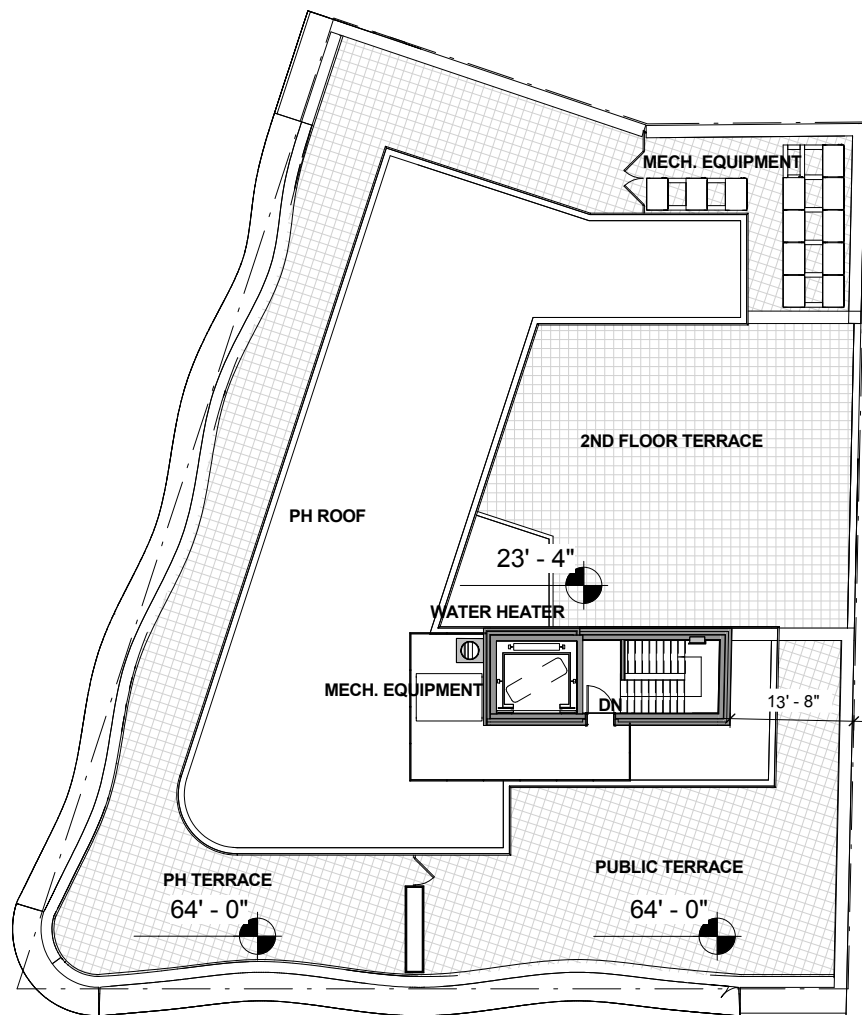 MECH. EQUIPMENT
2ND FLOOR TERRACE
PH ROOF
23' - 4"
WATER HEATER
MECH. EQUIPMENT
DN
13' - 8"
PH TERRACE
64' - 0"
PUBLIC TERRACE
64' - 0"